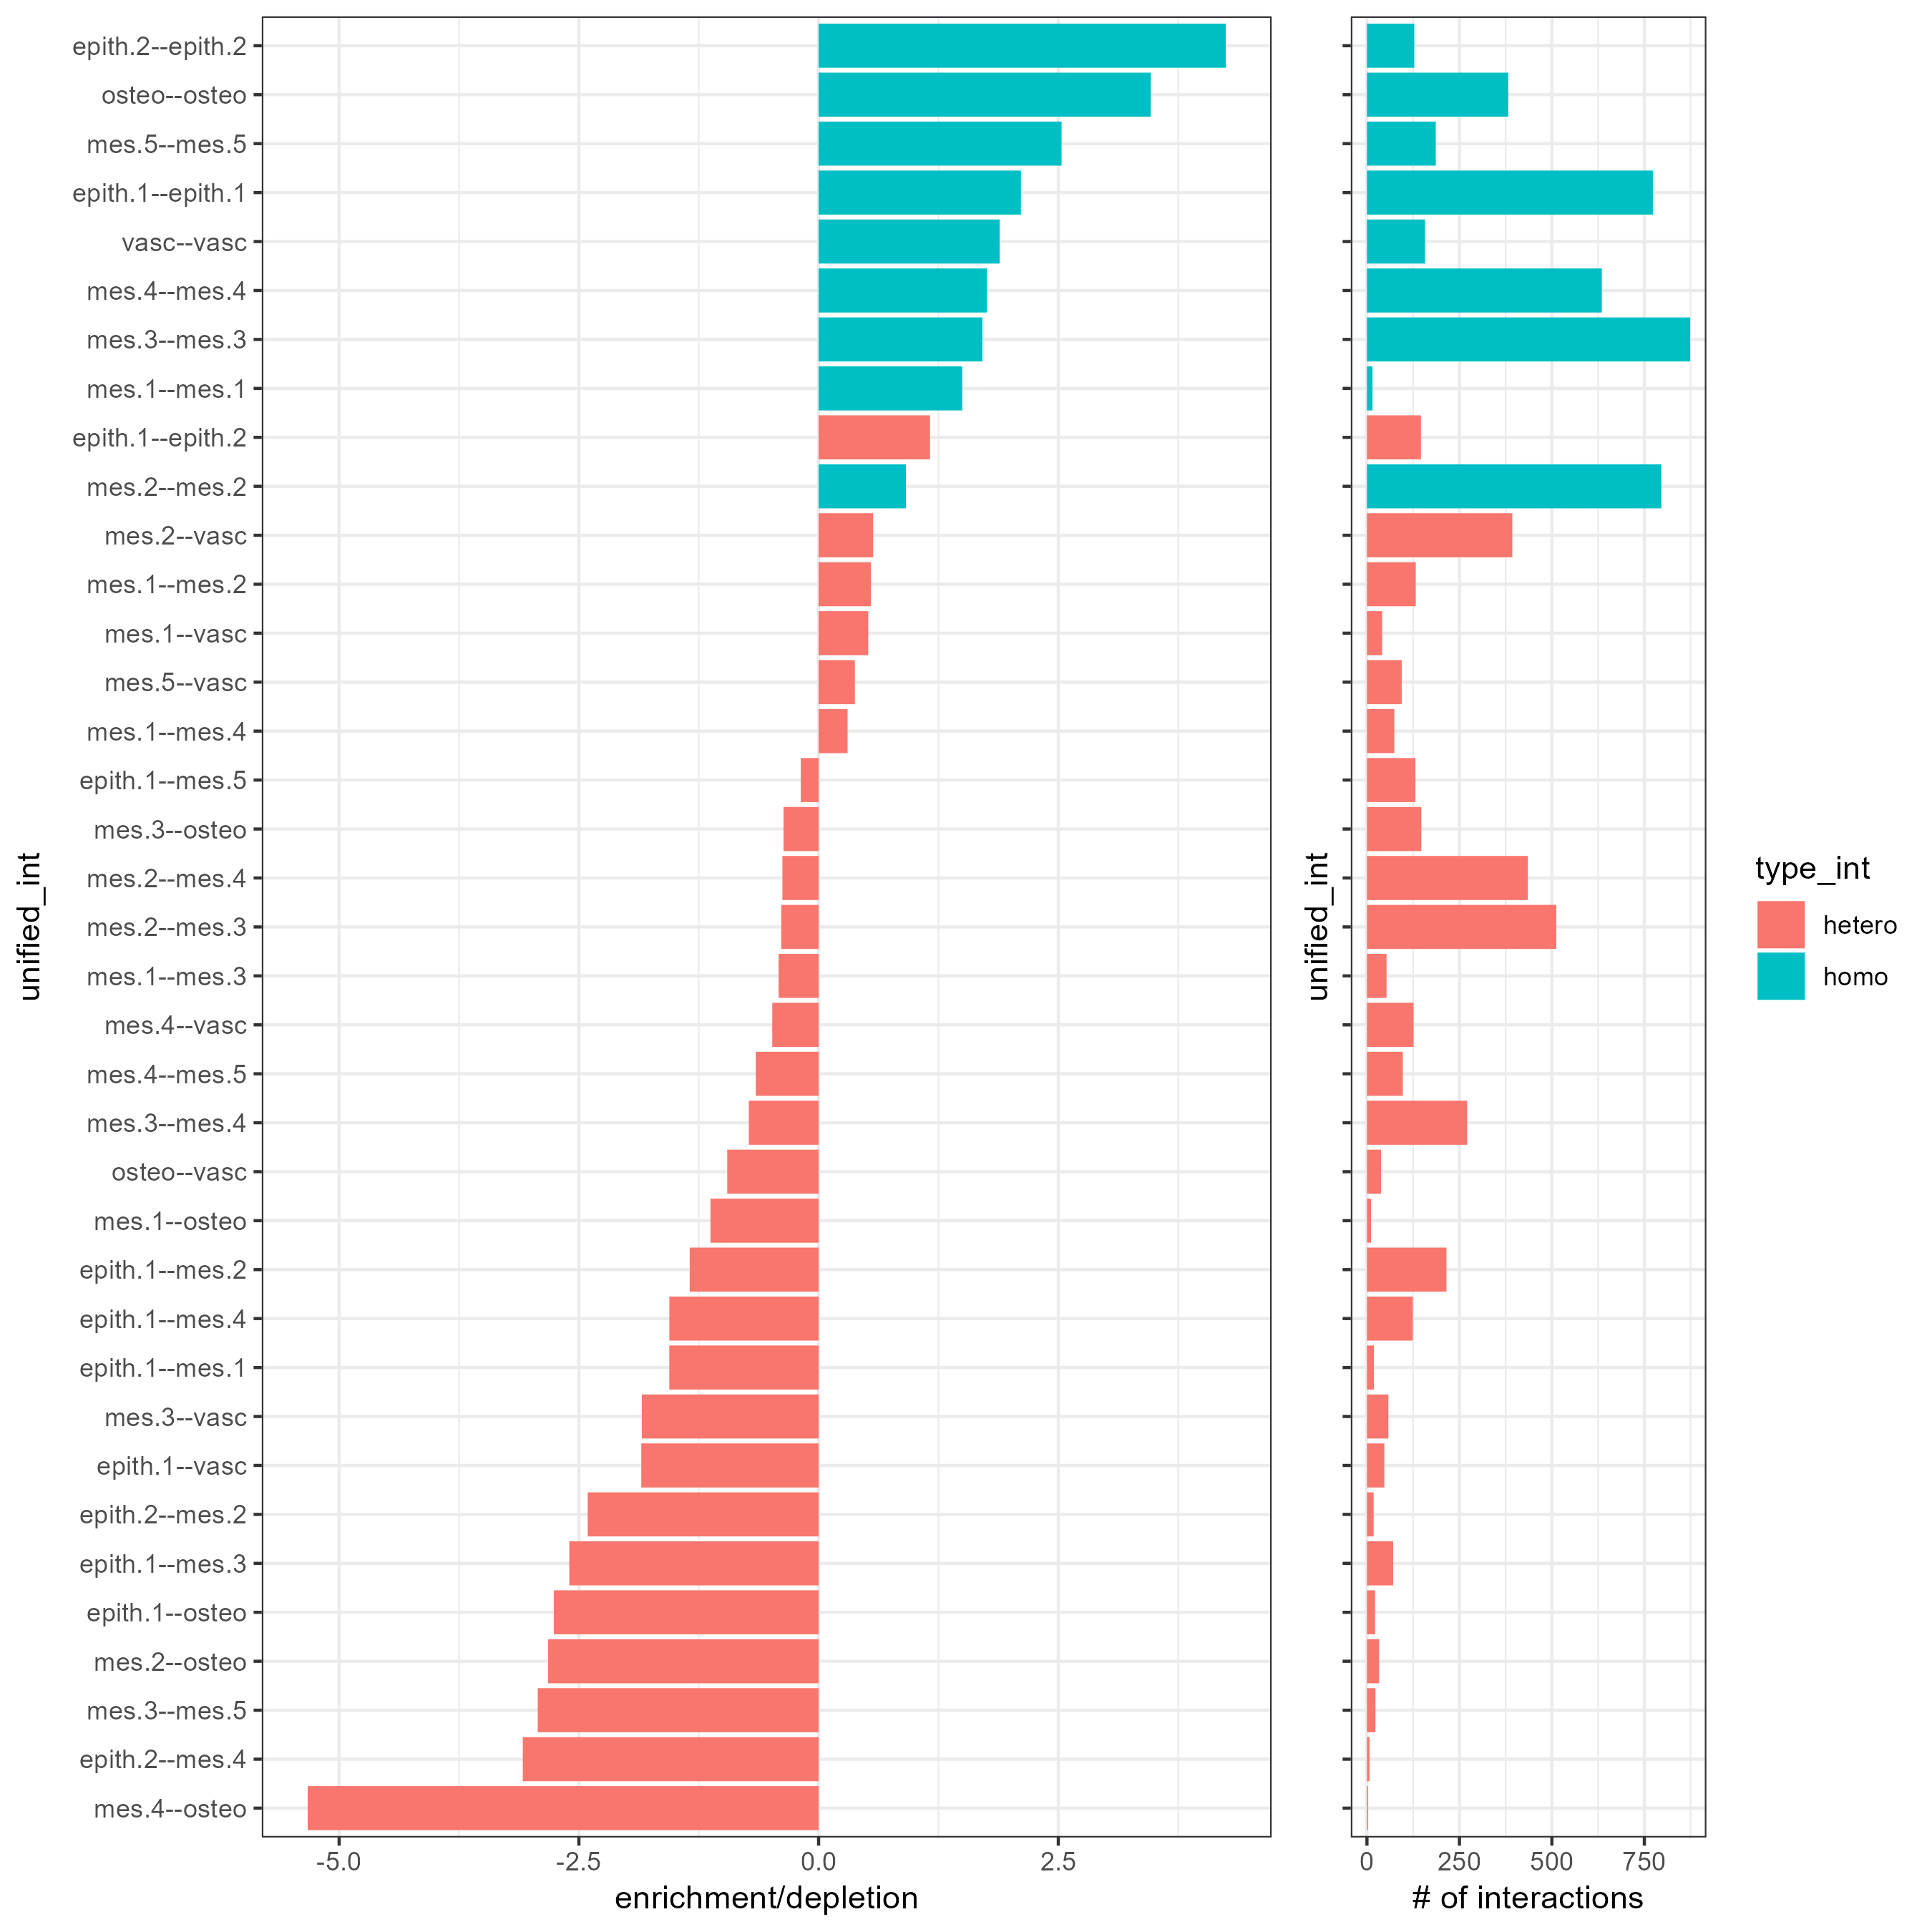 unified_int
epith.2--epith.2
osteo--osteo
mes.5--mes.5
epith.1--epith.1
vasc--vasc
mes.4--mes.4
mes.3--mes.3
mes.1--mes.1
epith.1--epith.2
mes.2--mes.2
mes.2--vasc
mes.1--mes.2
mes.1--vasc
mes.5--vasc
mes.1--mes.4
epith.1--mes.5
mes.3--osteo
mes.2--mes.4
mes.2--mes.3
mes.1--mes.3
mes.4--vasc
mes.4--mes.5
mes.3--mes.4
osteo--vasc
mes.1--osteo
epith.1--mes.2
epith.1--mes.4
epith.1--mes.1
mes.3--vasc
epith.1--vasc
epith.2--mes.2
epith.1--mes.3
epith.1--osteo
mes.2--osteo
mes.3--mes.5
epith.2--mes.4
mes.4--osteo
-5.0 -2.5 0.0 2.5
enrichment/depletion
unified_int
0 250 500 750
# of interactions
type_int
hetero
homo